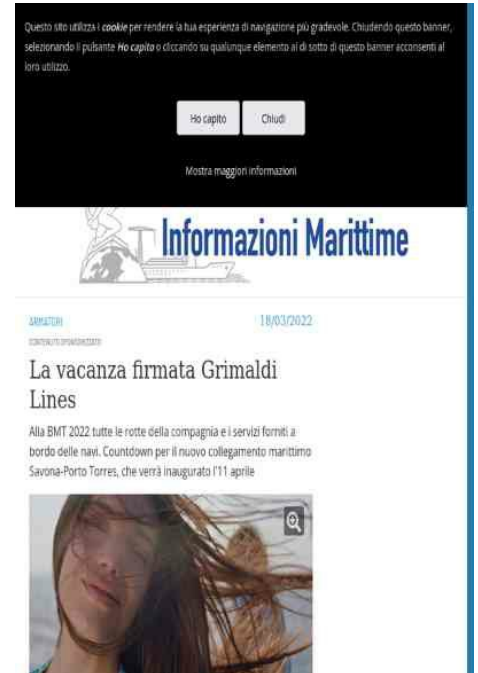 Questo sito utilizza i cookie per rendere la tua esperienza di navigazione più gradevole. Chiudendo questo banner,
selezionando il pulsante Ho capito o cliccando su qualunque elemento al di sotto di questo banner acconsenti al
loro utilizzo.
Ho capito Chiudi
Mostra maggiori informazioni
Informazioni Marittime
ARMATORI 18/03/2022
CONTENUTO SPONSORIZZATO
La vacanza firmata Grimaldi
Lines
Alla BMT 2022 tutte le rotte della compagnia e i servizi forniti a
bordo delle navi. Countdown per il nuovo collegamento marittimo
Savona-Porto Torres, che verrà inaugurato l'11 aprile